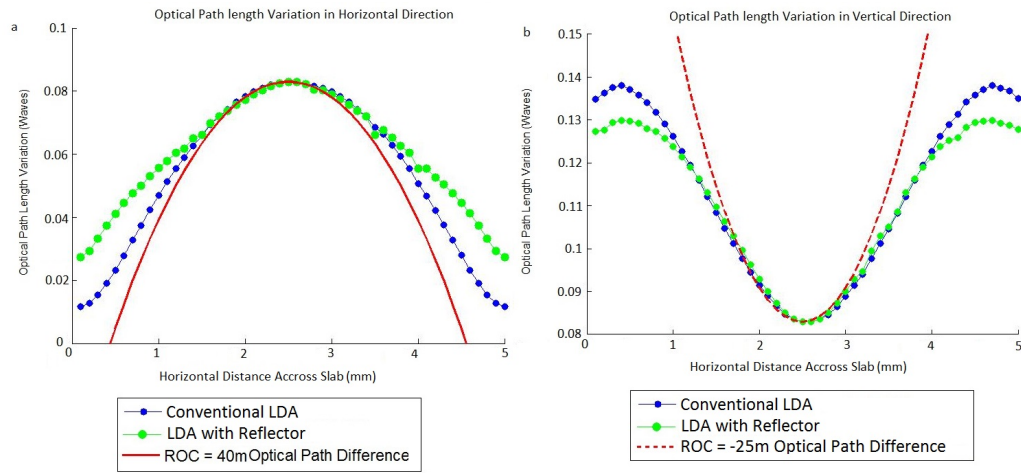 Optical Path length Variation in Horizontal Direction
a
0.1
0.08
0.06
0.04
0.02
0
Optical Path Length Variation (Waves)
0 1 2 3 4 5
Horizontal Distance Accross Slab (mm)
Conventional LDA
LDA with Reflector
ROC = 40m Optical Path Difference
Optical Path length Variation in Vertical Direction
b
0.15
0.14
0.13
0.12
0.11
0.1
0.09
0.08
Optical Path Length Variation (Waves)
0 1 2 3 4 5
Horizontal Distance Accross Slab (mm)
Conventional LDA
LDA with Reflector
ROC = -25m Optical Path Difference